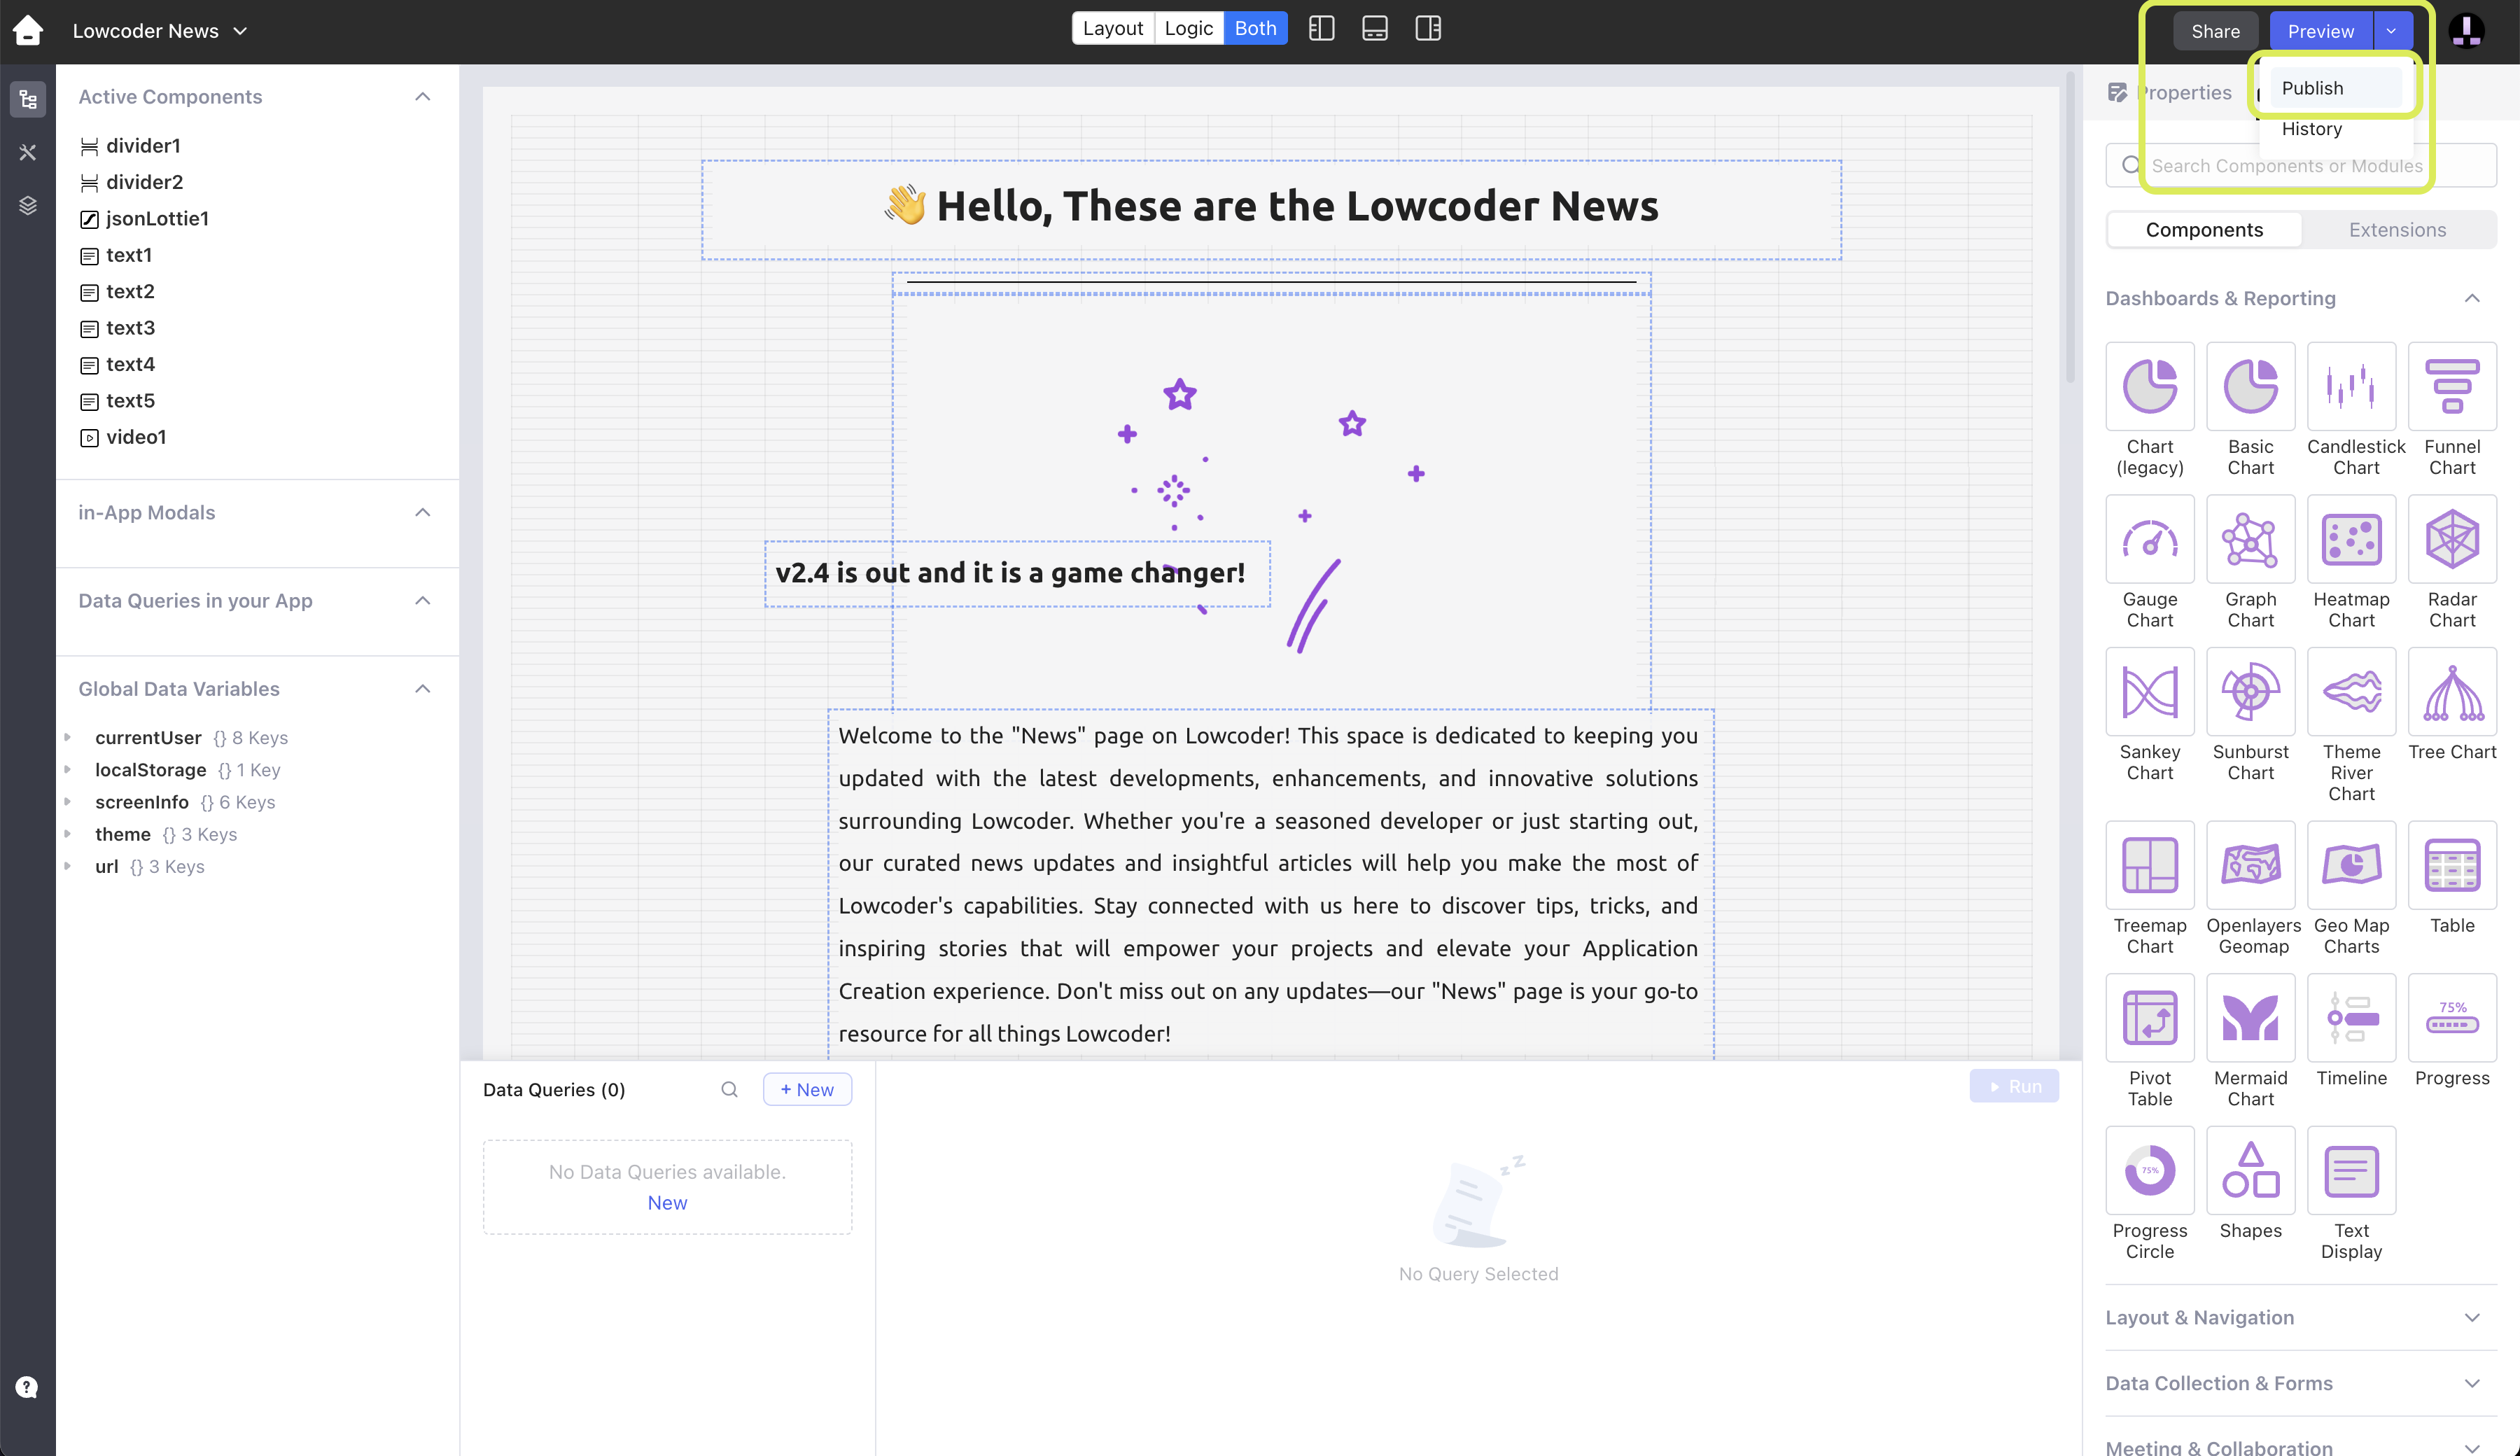 Lowcoder News
Layout
Logic
Both
Share
Preview
Publish
History
Active Components
divider1
divider2
jsonLottie1
text1
text2
text3
text4
text5
video1
in-App Modals
Data Queries in your App
Global Data Variables
currentUser {} 8 Keys
localStorage {} 1 Key
screenInfo {} 6 Keys
theme {} 3 Keys
url {} 3 Keys
👋 Hello, These are the Lowcoder News
v2.4 is out and it is a game changer!
Welcome to the "News" page on Lowcoder! This space is dedicated to keeping you
updated with the latest developments, enhancements, and innovative solutions
surrounding Lowcoder. Whether you're a seasoned developer or just starting out,
our curated news updates and insightful articles will help you make the most of
Lowcoder's capabilities. Stay connected with us here to discover tips, tricks, and
inspiring stories that will empower your projects and elevate your Application
Creation experience. Don't miss out on any updates—our "News" page is your go-to
resource for all things Lowcoder!
Data Queries (0)
+ New
Run
No Data Queries available.
New
No Query Selected
Properties
Search Components or Modules
Components
Extensions
Dashboards & Reporting
Chart
(legacy)
Basic
Chart
Candlestick
Chart
Funnel
Chart
Gauge
Chart
Graph
Chart
Heatmap
Chart
Radar
Chart
Sankey
Chart
Sunburst
Chart
Theme
River
Chart
Tree Chart
Treemap
Chart
Openlayers
Geomap
Geo Map
Charts
Table
Pivot
Table
Mermaid
Chart
Timeline
75%
Progress
75%
Progress
Circle
Shapes
Text
Display
Layout & Navigation
Data Collection & Forms
Meeting & Collaboration